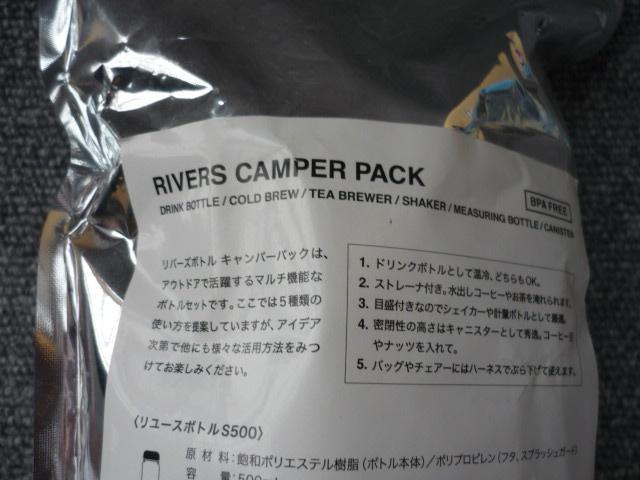 RIVERS CAMPER PACK
DRINK BOTTLE / COLD BREW / TEA BREWER / SHAKER / MEASURING BOTTLE / CANISTER
BPA FREE
リバーズボトル キャンパーパックは、
アウトドアで活躍するマルチ機能な
ボトルセットです。ここでは5種類の
使い方を提案していますが、アイデア
次第で他にも様々な活用方法をみつ
けてお楽しみください。
1. ドリンクボトルとして温冷、どちらもOK。
2. ストレーナ付き。水出しコーヒーやお茶を淹れられます。
3. 目盛付きなのでシェイカーや計量ボトルとして最適。
4. 密閉性の高さはキャニスターとして秀逸。コーヒー豆
やナッツを入れて。
5. バッグやチェアーにはハーネスでぶら下げて使えます。
〈リユースボトル S500〉
原材料:飽和ポリエステル樹脂(ボトル本体)/ポリプロピレン(フタ、スプラッシュガード)
容 量:500ml